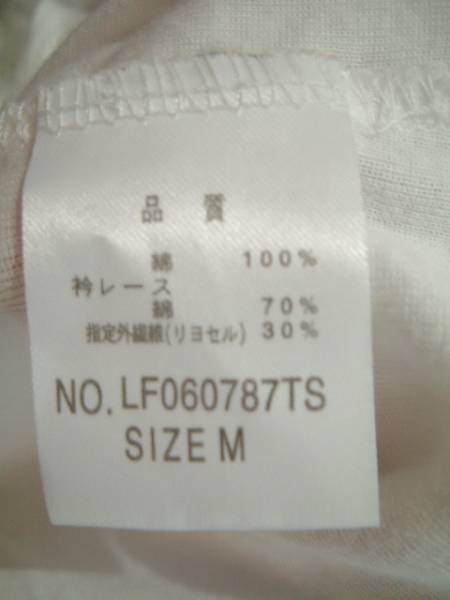 品 質
綿 100%
衿レース
綿 70%
指定外繊維(リヨセル) 30%
NO. LF060787TS
SIZE M